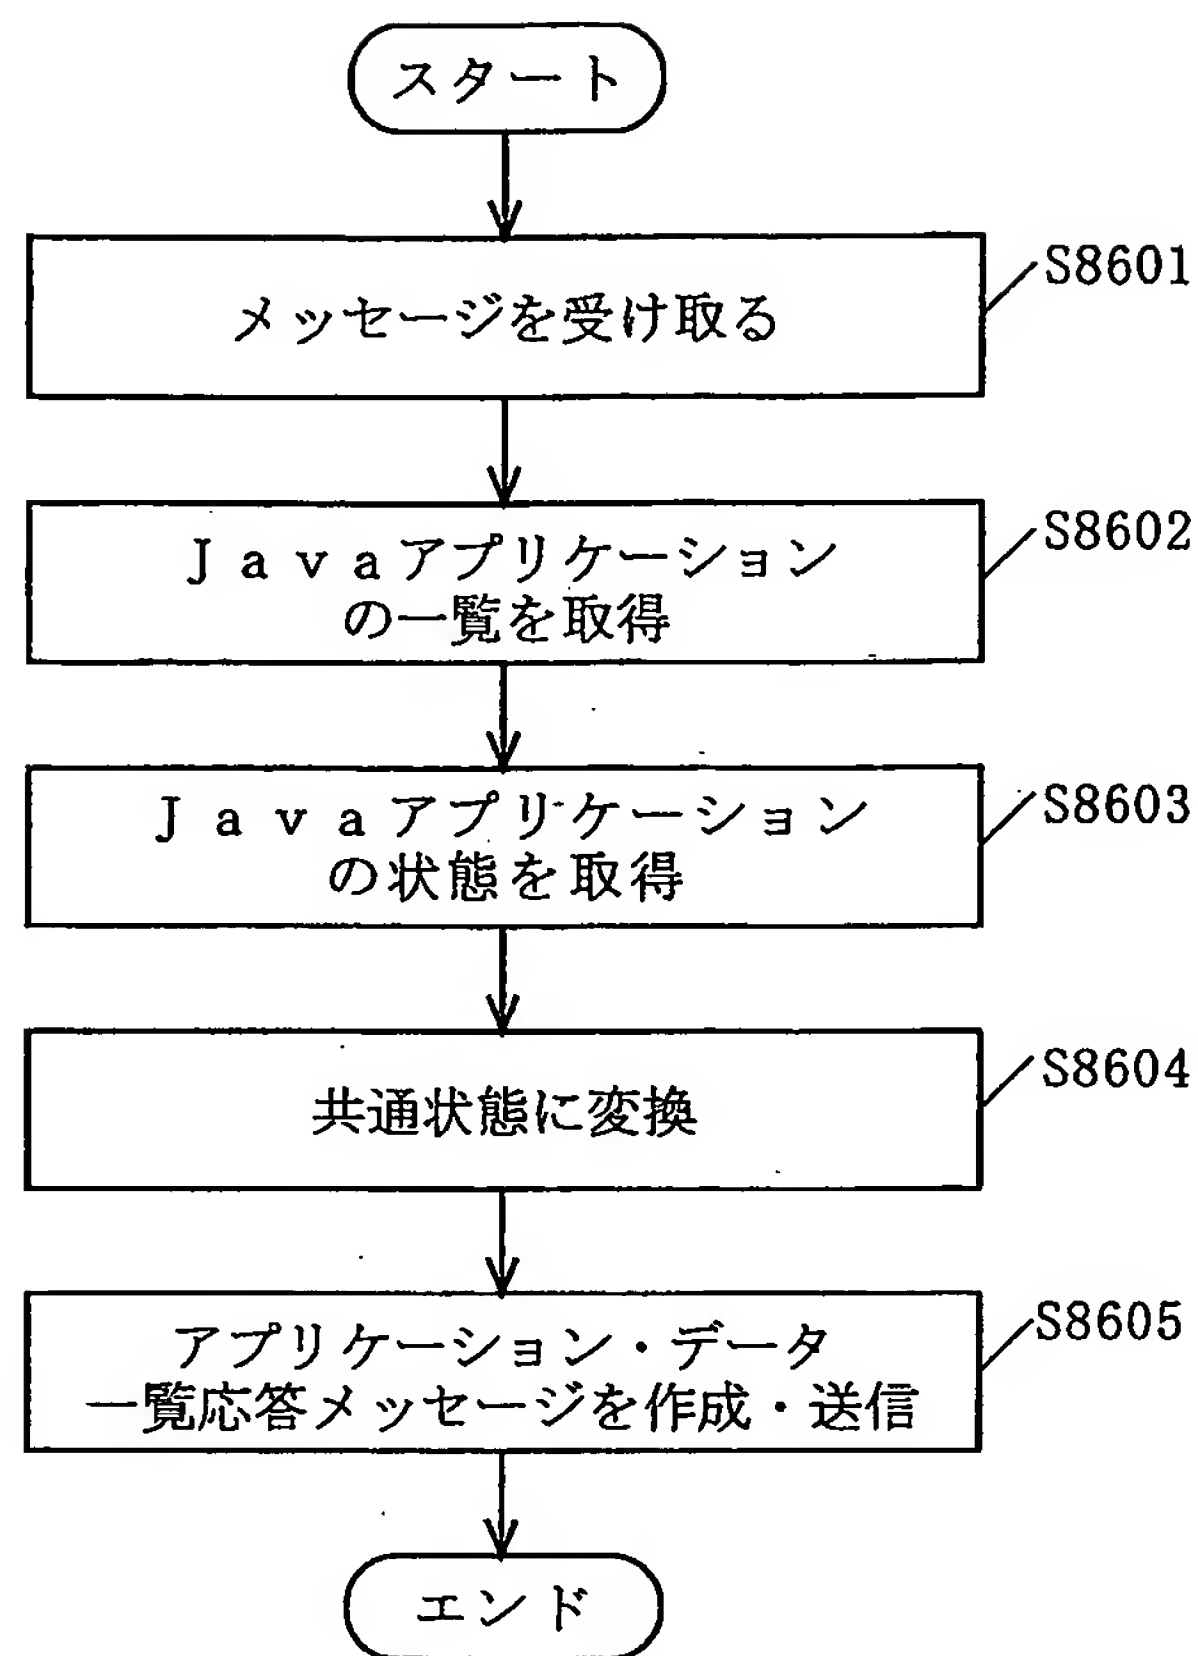 スタート
メッセージを受け取る
S8601
Javaアプリケーション
の一覧を取得
S8602
Javaアプリケーション
の状態を取得
S8603
共通状態に変換
S8604
アプリケーション・データ
一覧応答メッセージを作成・送信
S8605
エンド